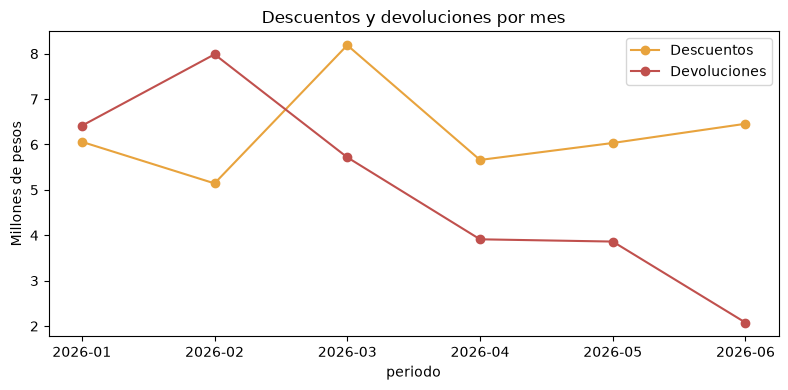 Descuentos y devoluciones por mes
Descuentos
Devoluciones
Millones de pesos
8
7
6
5
4
3
2
2026-01 2026-02 2026-03 2026-04 2026-05 2026-06
periodo